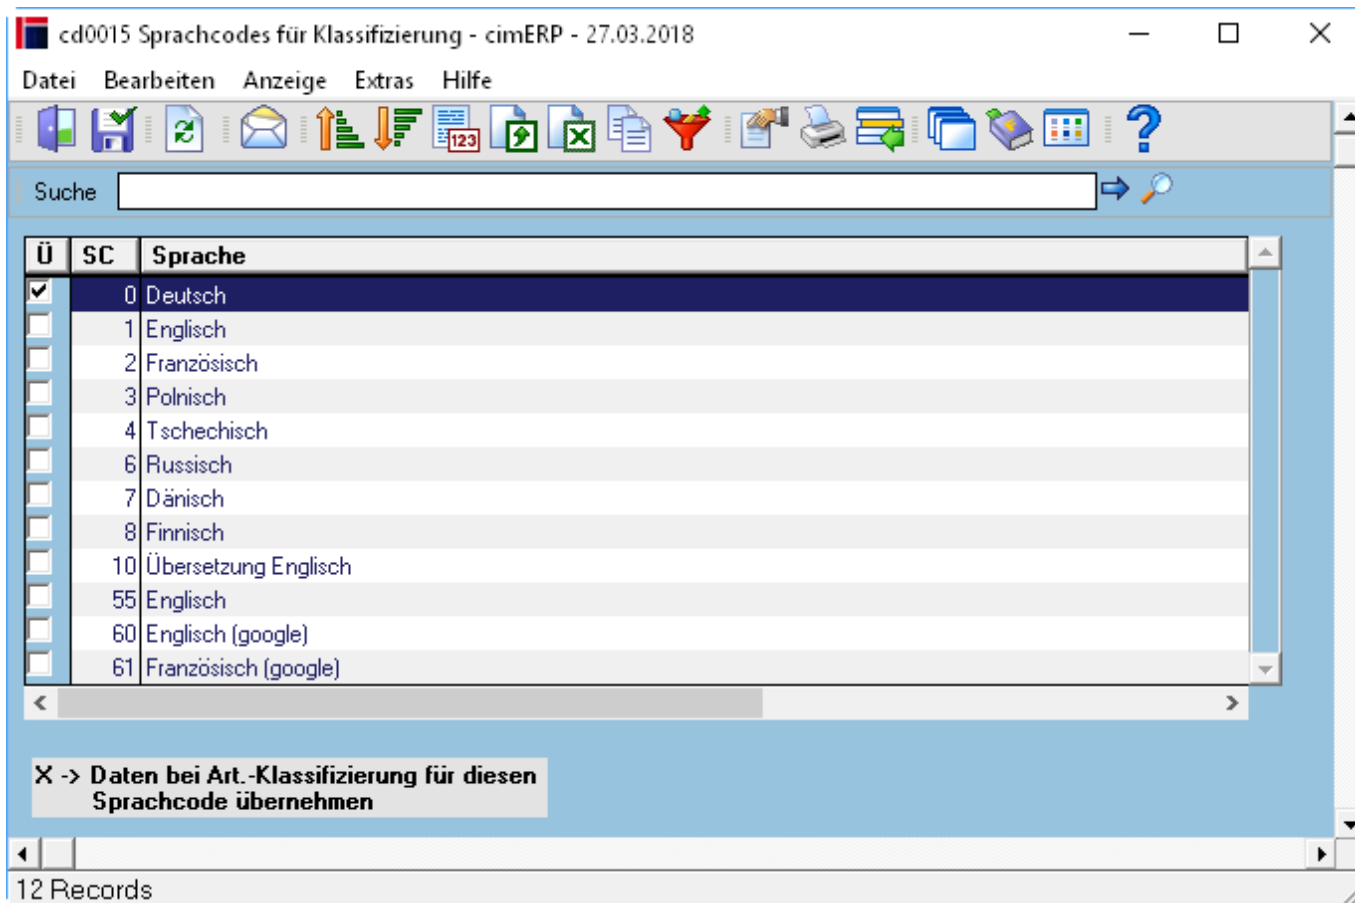 cd0015 Sprachcodes für Klassifizierung - cimERP - 27.03.2018
Datei Bearbeiten Anzeige Extras Hilfe
123
Suche
Ü SC Sprache
0 Deutsch
1 Englisch
2 Französisch
3 Polnisch
4 Tschechisch
6 Russisch
7 Dänisch
8 Finnisch
10 Übersetzung Englisch
55 Englisch
60 Englisch (google)
61 Französisch (google)
X -> Daten bei Art.-Klassifizierung für diesen
Sprachcode übernehmen
12 Records